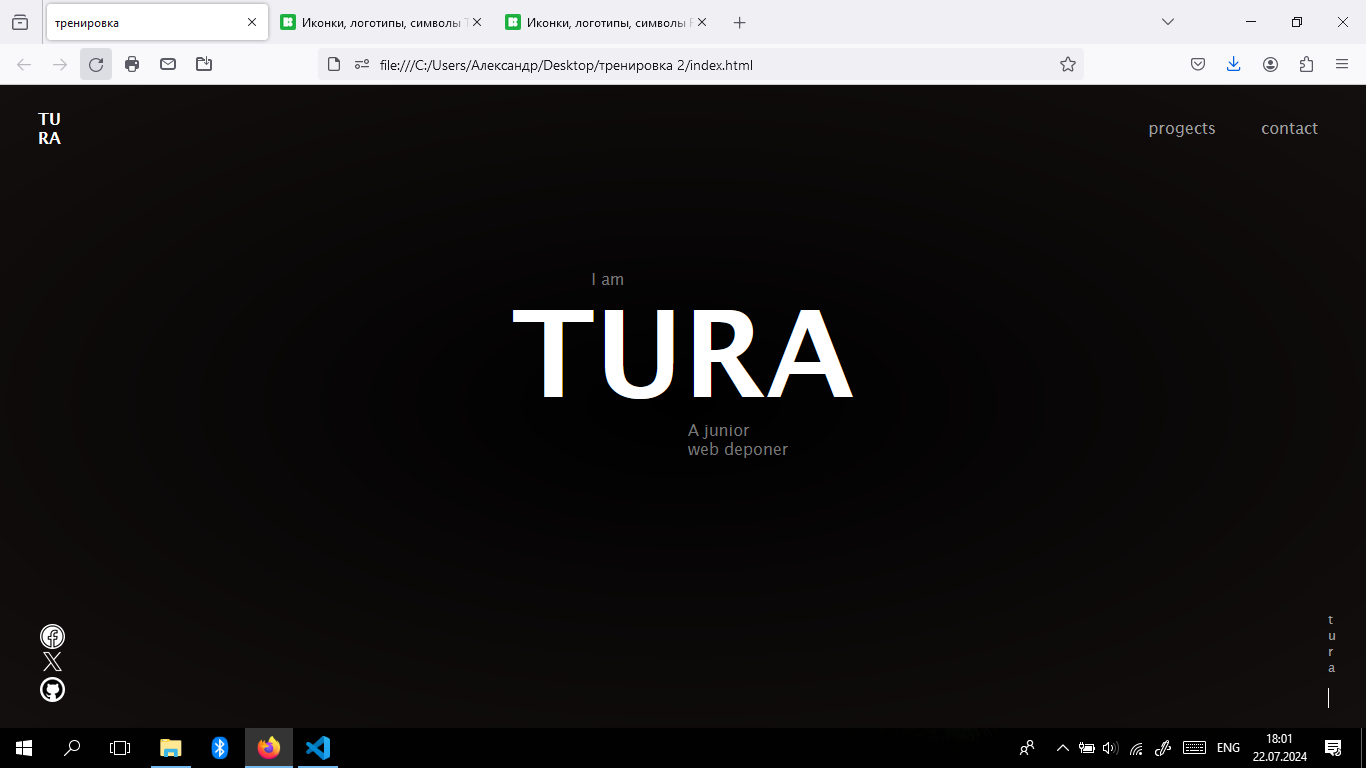 тренировка
Иконки, логотипы, символы T
Иконки, логотипы, символы F
file:///C:/Users/Александр/Desktop/тренировка 2/index.html
TU
RA
progects
contact
I am
TURA
A junior
web deponer
t
u
r
a
ENG
18:01
22.07.2024